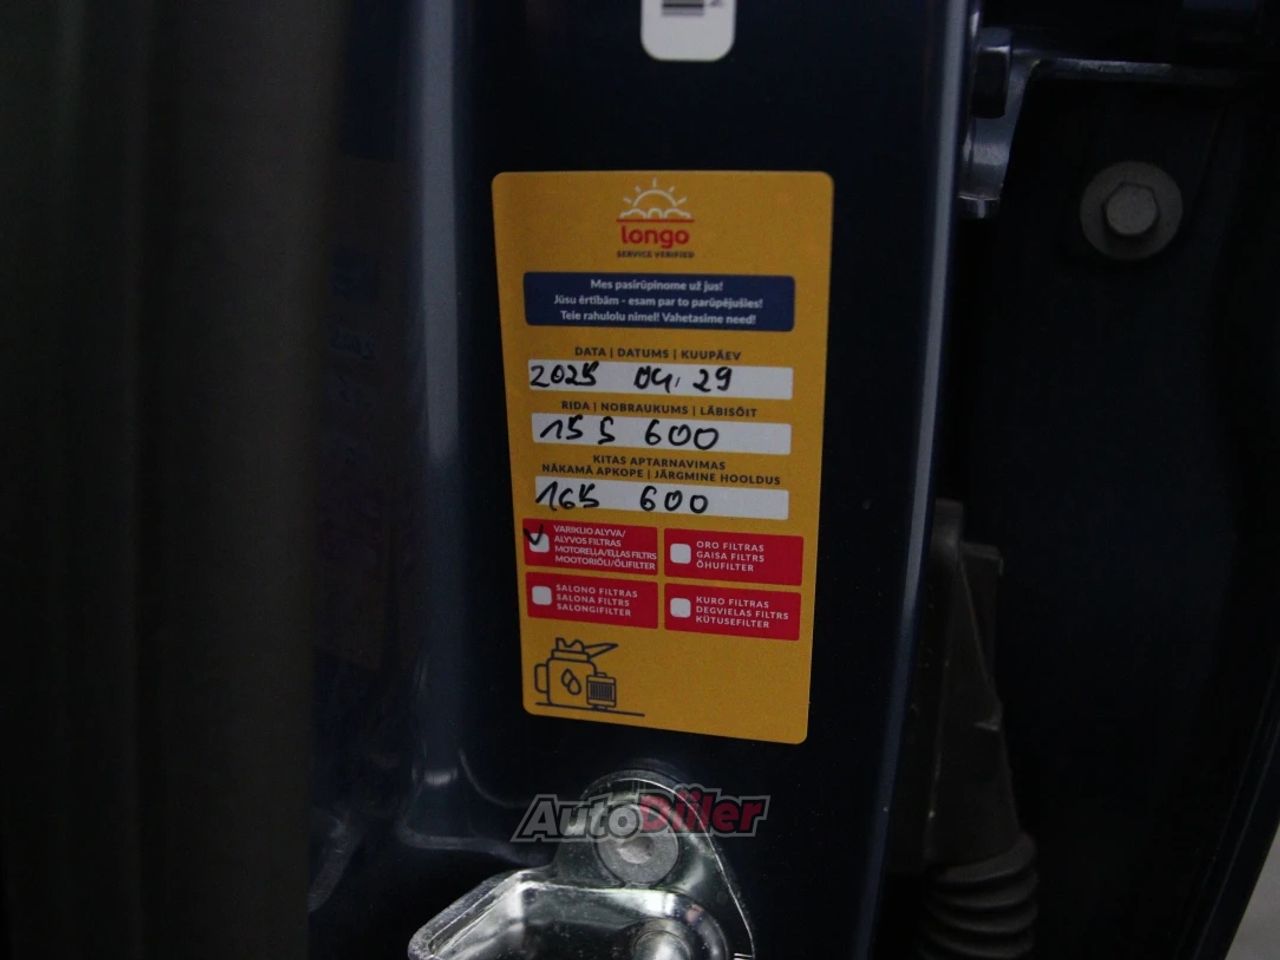 longo
SERVICE VERIFIED
Mes pasirūpinome už jus!
Jūsu ērtībām - esam par to parūpējušies!
Teie rahulolu nimel! Vahetasime need!
DATA | DATUMS | KUUPÄEV
2025 04. 29
RIDA | NOBRAUKUMS | LÄBISÕIT
155 600
KITAS APTARNAVIMAS
NĀKAMĀ APKOPE | JÄRGMINE HOOLDUS
165 600
VARIKLIO ALYVA/
ALYVOS FILTRAS
MOTOREĻĻA/EĻĻAS FILTRS
MOOTORIÕLI/ÕLIFILTER
ORO FILTRAS
GAISA FILTRS
ÕHUFILTER
SALONO FILTRAS
SALONA FILTRS
SALONGIFILTER
KURO FILTRAS
DEGVIELAS FILTRS
KÜTUSEFILTER
AutoDiiler